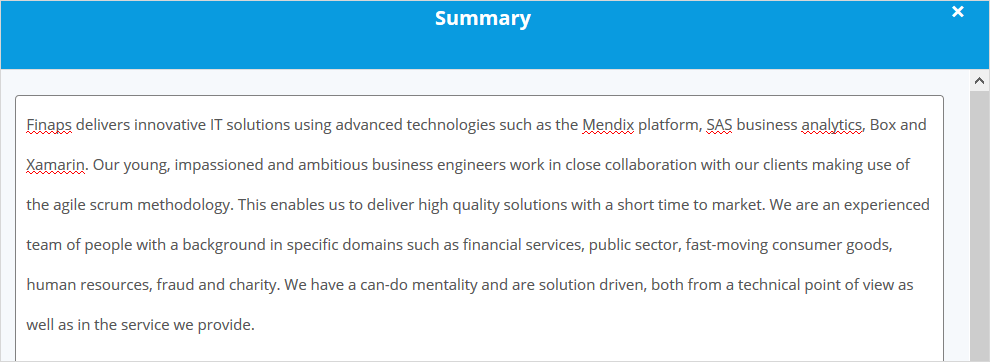 Summary
Finaps delivers innovative IT solutions using advanced technologies such as the Mendix platform, SAS business analytics, Box and
Xamarin. Our young, impassioned and ambitious business engineers work in close collaboration with our clients making use of
the agile scrum methodology. This enables us to deliver high quality solutions with a short time to market. We are an experienced
team of people with a background in specific domains such as financial services, public sector, fast-moving consumer goods,
human resources, fraud and charity. We have a can-do mentality and are solution driven, both from a technical point of view as
well as in the service we provide.